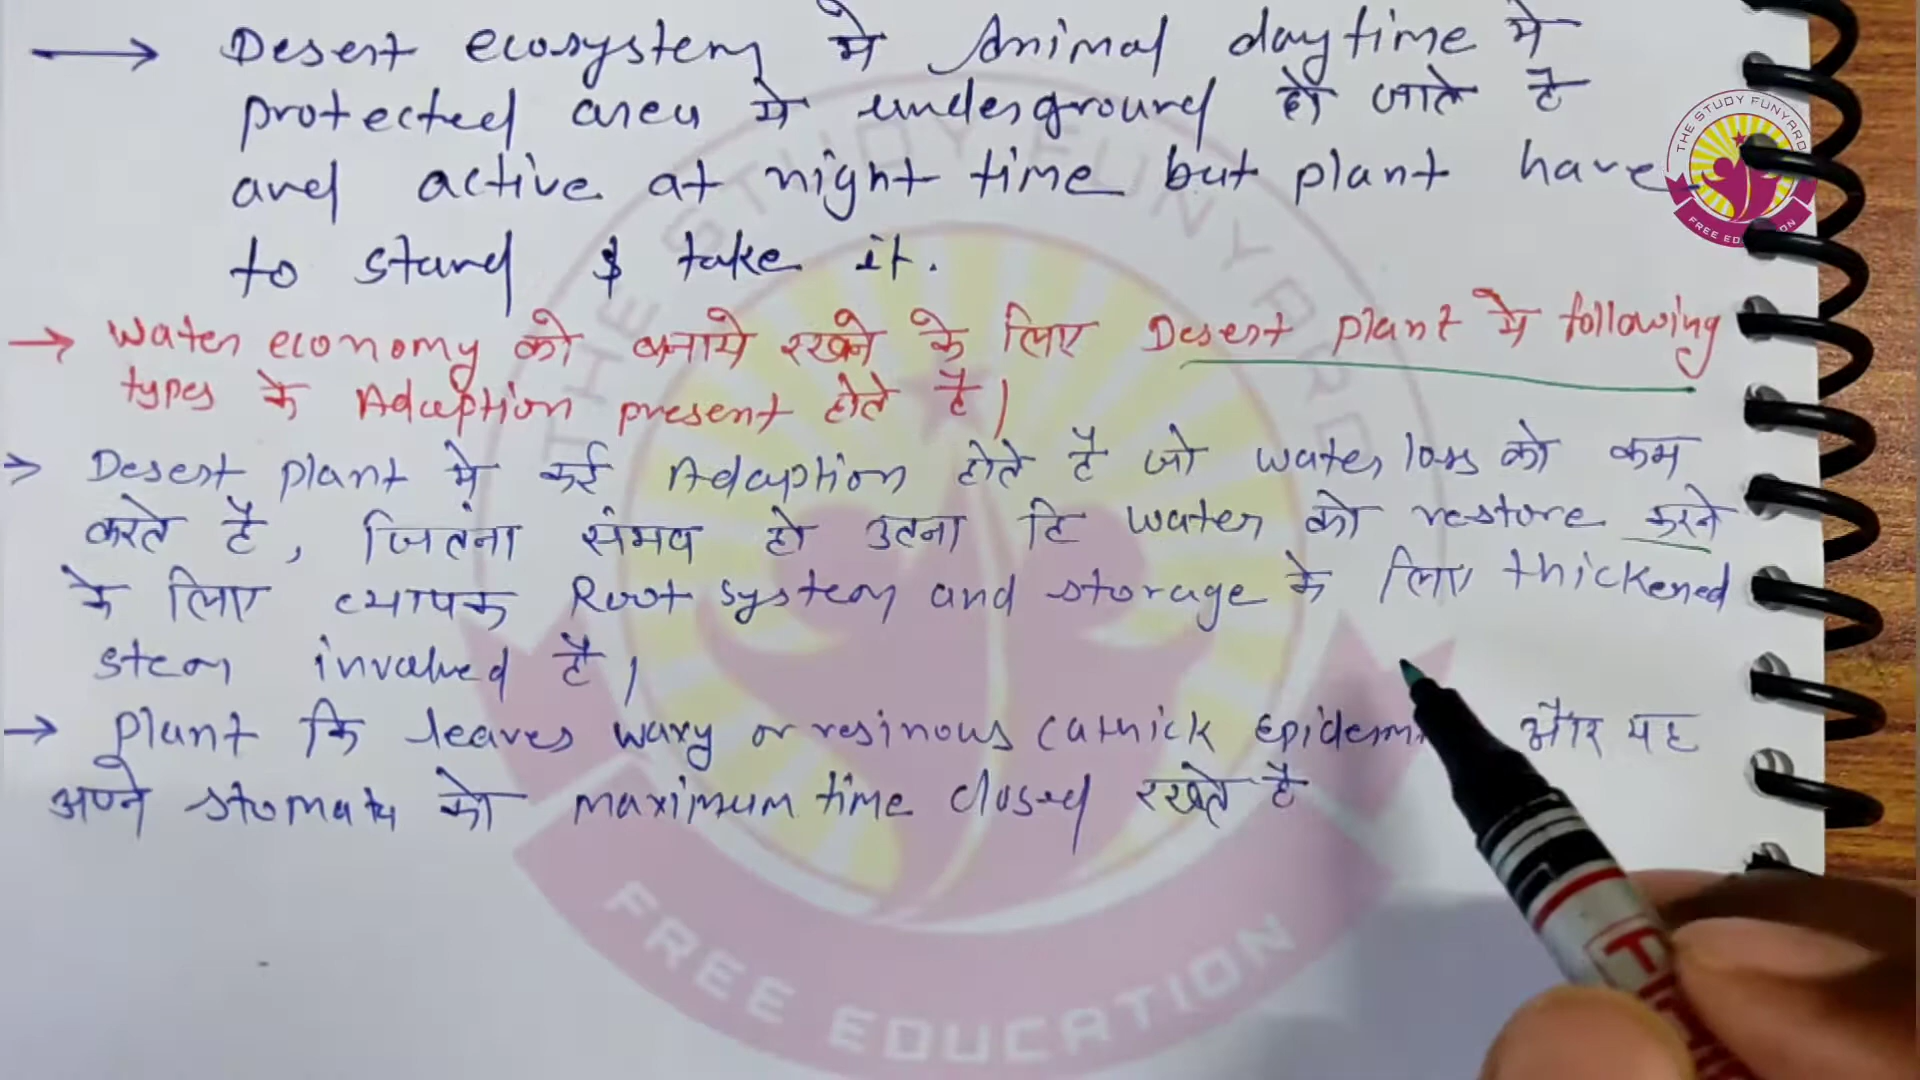 → Desert ecosystem मे Animal daytime मे
protected area मे underground हो जाते है
and active at night time but plant have
to stand & take it.
→ Water economy को बनाये रखने के लिए Desert plant मे following
types के Adaption present होते है।
→ Desert plant मे कई Adaption होते है जो water loss को कम
करते है, जितना संभव हो उतना हि water को restore करने
के लिए व्यापक Root system and storage के लिए thickened
stem involved है।
→ plant कि leaves waxy or resinous और यह
अपने stomata को maximum time closed रखते है
THE STUDY FUNYARD
FREE EDUCATION
THE STUDY FUNYARD